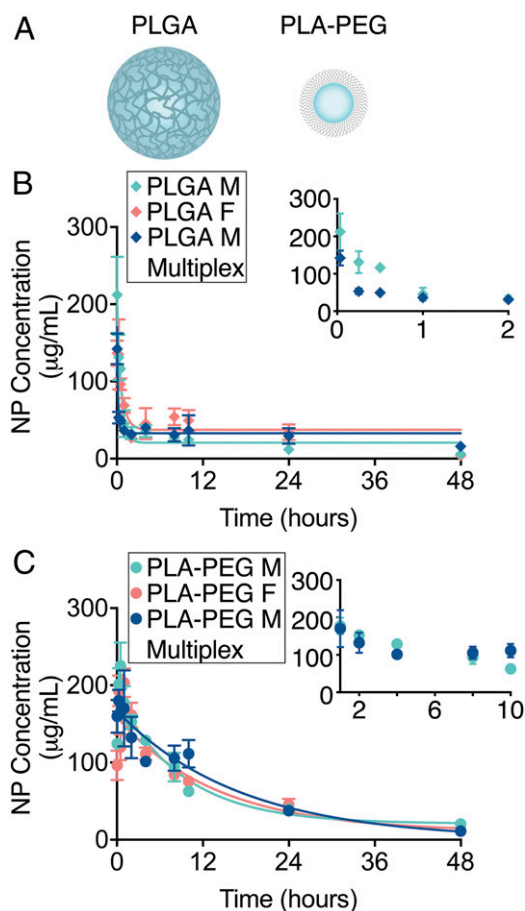 A
PLGA
PLA-PEG
B
PLGA M
PLGA F
PLGA M
Multiplex
300
200
100
0
NP Concentration
(µg/mL)
0
12
24
36
48
Time (hours)
300
200
100
0
0
1
2
C
PLA-PEG M
PLA-PEG F
PLA-PEG M
Multiplex
300
200
100
0
NP Concentration
(µg/mL)
0
12
24
36
48
Time (hours)
300
200
100
0
2
4
6
8
10